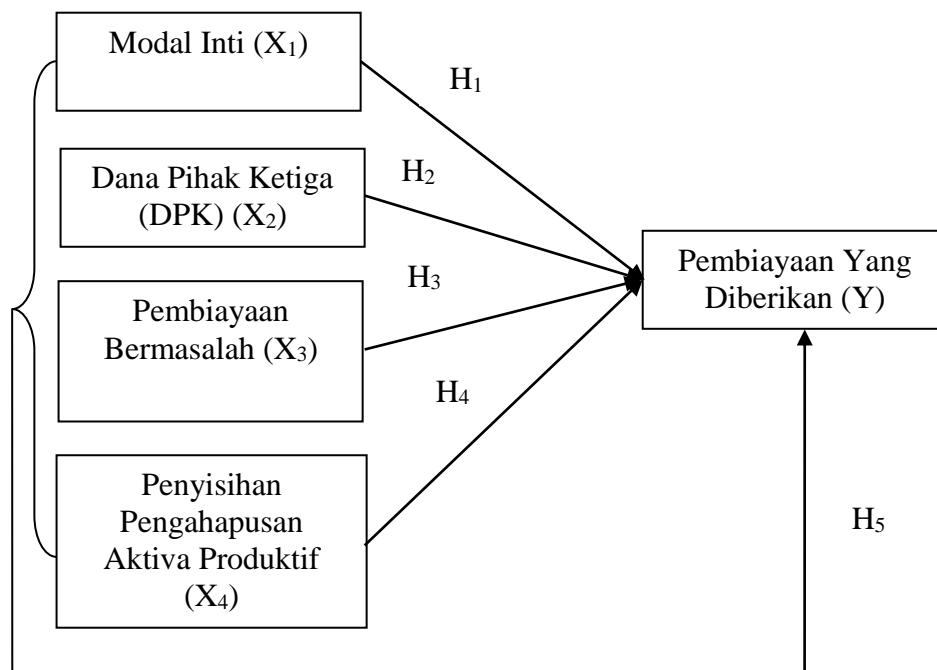 Modal Inti (X₁)
H₁
Dana Pihak Ketiga
(DPK) (X₂)
H₂
Pembiayaan
Bermasalah (X₃)
H₃
Penyisihan
Pengahapusan
Aktiva Produktif
(X₄)
H₄
Pembiayaan Yang
Diberikan (Y)
H₅